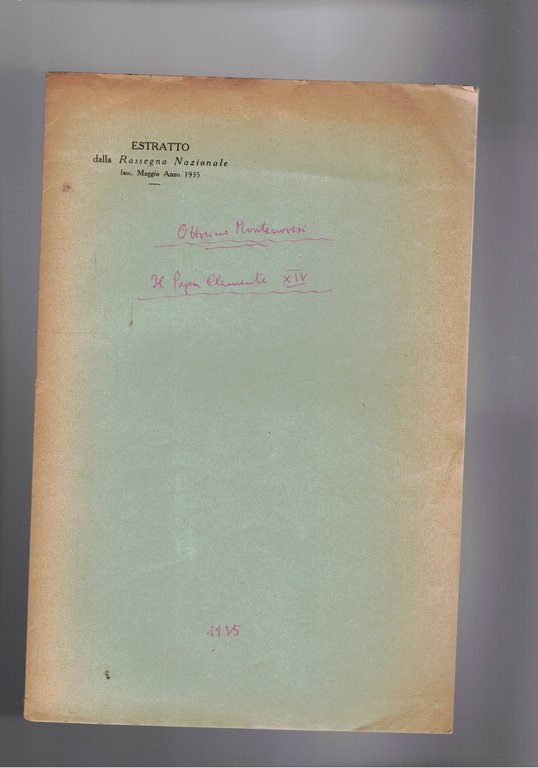 ESTRATTO
dalla Rassegna Nazionale
fasc. Maggio Anno 1935
Ottorino Montenovesi
Il Papa Clemente XIV
1935